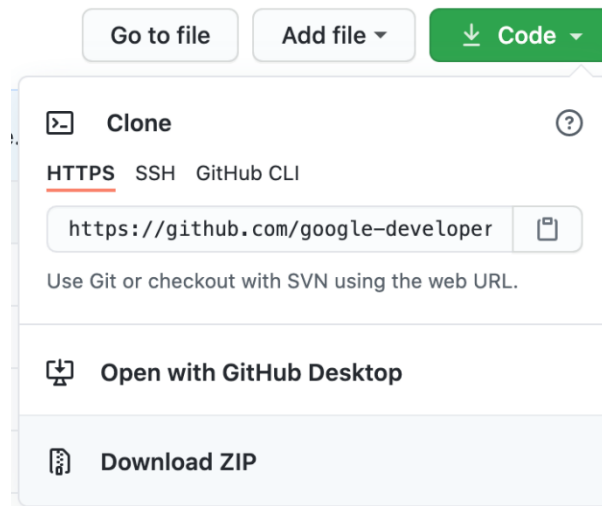 Go to file Add file Code
Clone
HTTPS SSH GitHub CLI
https://github.com/google-developer
Use Git or checkout with SVN using the web URL.
Open with GitHub Desktop
Download ZIP